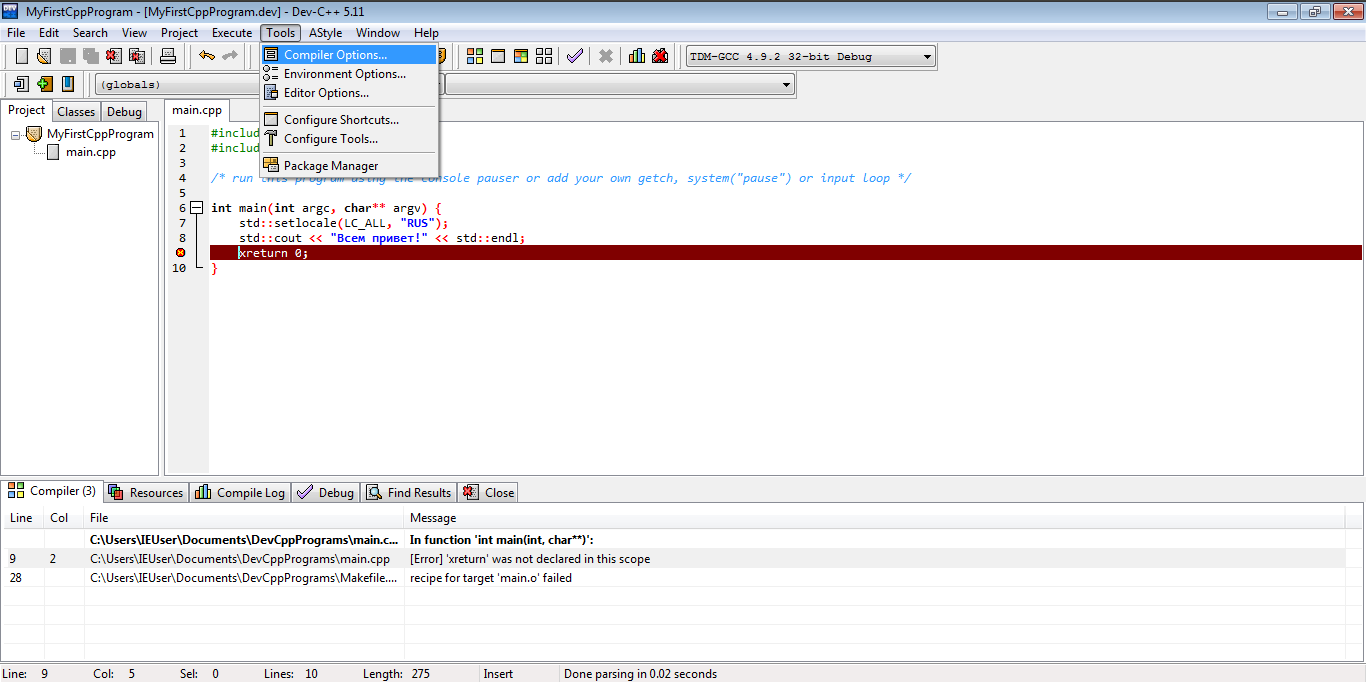 MyFirstCppProgram - [MyFirstCppProgram.dev] - Dev-C++ 5.11
File Edit Search View Project Execute Tools AStyle Window Help
TDM-GCC 4.9.2 32-bit Debug
(globals)
Compiler Options...
Environment Options...
Editor Options...
Configure Shortcuts...
Configure Tools...
Package Manager
Project Classes Debug
MyFirstCppProgram
main.cpp
main.cpp
1 #includ
2 #includ
3
4 /* run this program using the console pauser or add your own getch, system("pause") or input loop */
5
6 int main(int argc, char** argv) {
7 std::setlocale(LC_ALL, "RUS");
8 std::cout << "Всем привет!" << std::endl;
xreturn 0;
10 }
Compiler (3) Resources Compile Log Debug Find Results Close
Line Col File Message
C:\Users\IEUser\Documents\DevCppPrograms\main.c... In function 'int main(int, char**)':
9 2 C:\Users\IEUser\Documents\DevCppPrograms\main.cpp [Error] 'xreturn' was not declared in this scope
28 C:\Users\IEUser\Documents\DevCppPrograms\Makefile.... recipe for target 'main.o' failed
Line: 9 Col: 5 Sel: 0 Lines: 10 Length: 275 Insert Done parsing in 0.02 seconds